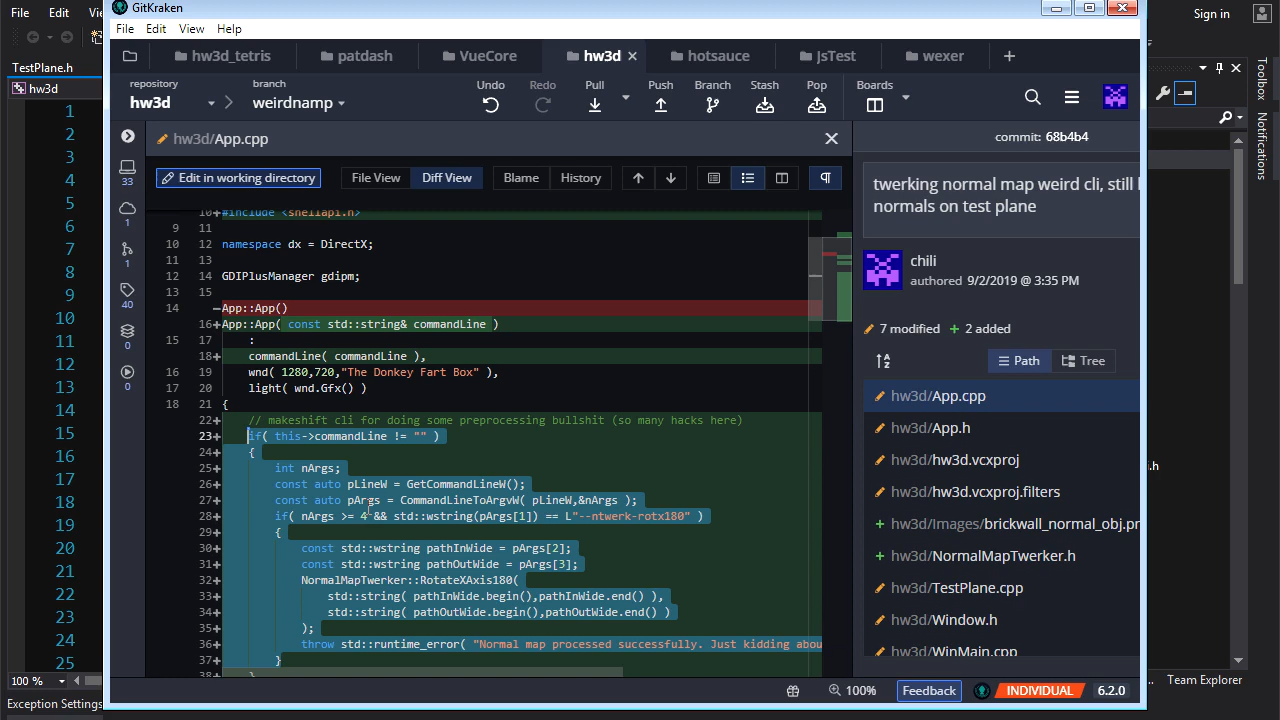 GitKraken
File Edit View Help
File Edit
Sign in
TestPlane.h
hw3d
hw3d_tetris patdash VueCore hw3d hotsauce JsTest wexer
repository
hw3d
branch
weirdnamp
Undo Redo Pull Push Branch Stash Pop Boards
hw3d/App.cpp
commit: 68b4b4
Edit in working directory File View Diff View Blame History
twerking normal map weird cli, still
normals on test plane
chili
authored 9/2/2019 @ 3:35 PM
7 modified + 2 added
Path Tree
hw3d/App.cpp
hw3d/App.h
hw3d/hw3d.vcxproj
hw3d/hw3d.vcxproj.filters
hw3d/Images/brickwall_normal_obj.pr
hw3d/NormalMapTwerker.h
hw3d/TestPlane.cpp
hw3d/Window.h
hw3d/WinMain.cpp
33
1
1
40
0
0
10+#include <shellapi.h>
9 11
10 12 namespace dx = DirectX;
11 13
12 14 GDIPlusManager gdipm;
13 15
14 -App::App()
16+App::App( const std::string& commandLine )
15 17 :
18+ commandLine( commandLine ),
16 19 wnd( 1280,720,"The Donkey Fart Box" ),
17 20 light( wnd.Gfx() )
18 21 {
22+ // makeshift cli for doing some preprocessing bullshit (so many hacks here)
23+ if( this->commandLine != "" )
24+ {
25+ int nArgs;
26+ const auto pLineW = GetCommandLineW();
27+ const auto pArgs = CommandLineToArgvW( pLineW,&nArgs );
28+ if( nArgs >= 4 && std::wstring(pArgs[1]) == L"--ntwerk-rotx180" )
29+ {
30+ const std::wstring pathInWide = pArgs[2];
31+ const std::wstring pathOutWide = pArgs[3];
32+ NormalMapTwerker::RotateXAxis180(
33+ std::string( pathInWide.begin(),pathInWide.end() ),
34+ std::string( pathOutWide.begin(),pathOutWide.end() )
35+ );
36+ throw std::runtime_error( "Normal map processed successfully. Just kidding abou
37+ }
38+ }
1
2
3
4
5
6
7
8
9
10
11
12
13
14
15
16
17
18
19
20
21
22
23
24
25
100 %
Exception Settings
100% Feedback INDIVIDUAL 6.2.0
Toolbox
Notifications
.h
.. Team Explorer